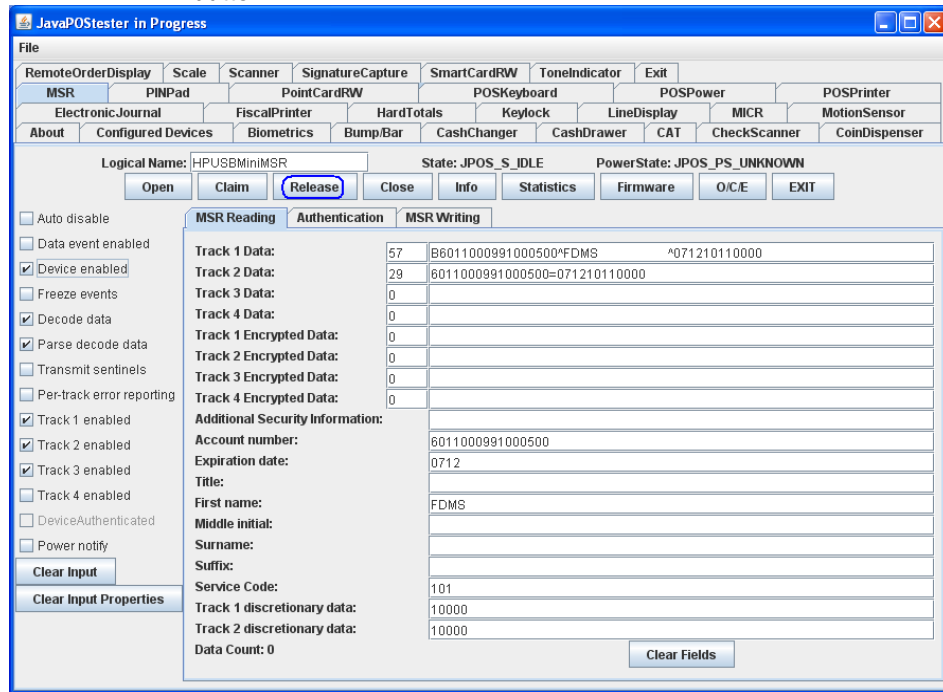 JavaPOStester in Progress
File
RemoteOrderDisplay Scale Scanner SignatureCapture SmartCardRW ToneIndicator Exit
MSR PINPad PointCardRW POSKeyboard POSPower POSPrinter
ElectronicJournal FiscalPrinter HardTotals Keylock LineDisplay MICR MotionSensor
About Configured Devices Biometrics Bump/Bar CashChanger CashDrawer CAT CheckScanner CoinDispenser
Logical Name: HPUSBMiniMSR State: JPOS_S_IDLE PowerState: JPOS_PS_UNKNOWN
Open Claim Release Close Info Statistics Firmware O/C/E EXIT
Auto disable
Data event enabled
Device enabled
Freeze events
Decode data
Parse decode data
Transmit sentinels
Per-track error reporting
Track 1 enabled
Track 2 enabled
Track 3 enabled
Track 4 enabled
DeviceAuthenticated
Power notify
Clear Input
Clear Input Properties
MSR Reading Authentication MSR Writing
Track 1 Data: 57 B6011000991000500^FDMS ^071210110000
Track 2 Data: 29 6011000991000500=071210110000
Track 3 Data: 0
Track 4 Data: 0
Track 1 Encrypted Data: 0
Track 2 Encrypted Data: 0
Track 3 Encrypted Data: 0
Track 4 Encrypted Data: 0
Additional Security Information:
Account number: 6011000991000500
Expiration date: 0712
Title:
First name: FDMS
Middle initial:
Surname:
Suffix:
Service Code: 101
Track 1 discretionary data: 10000
Track 2 discretionary data: 10000
Data Count: 0 Clear Fields